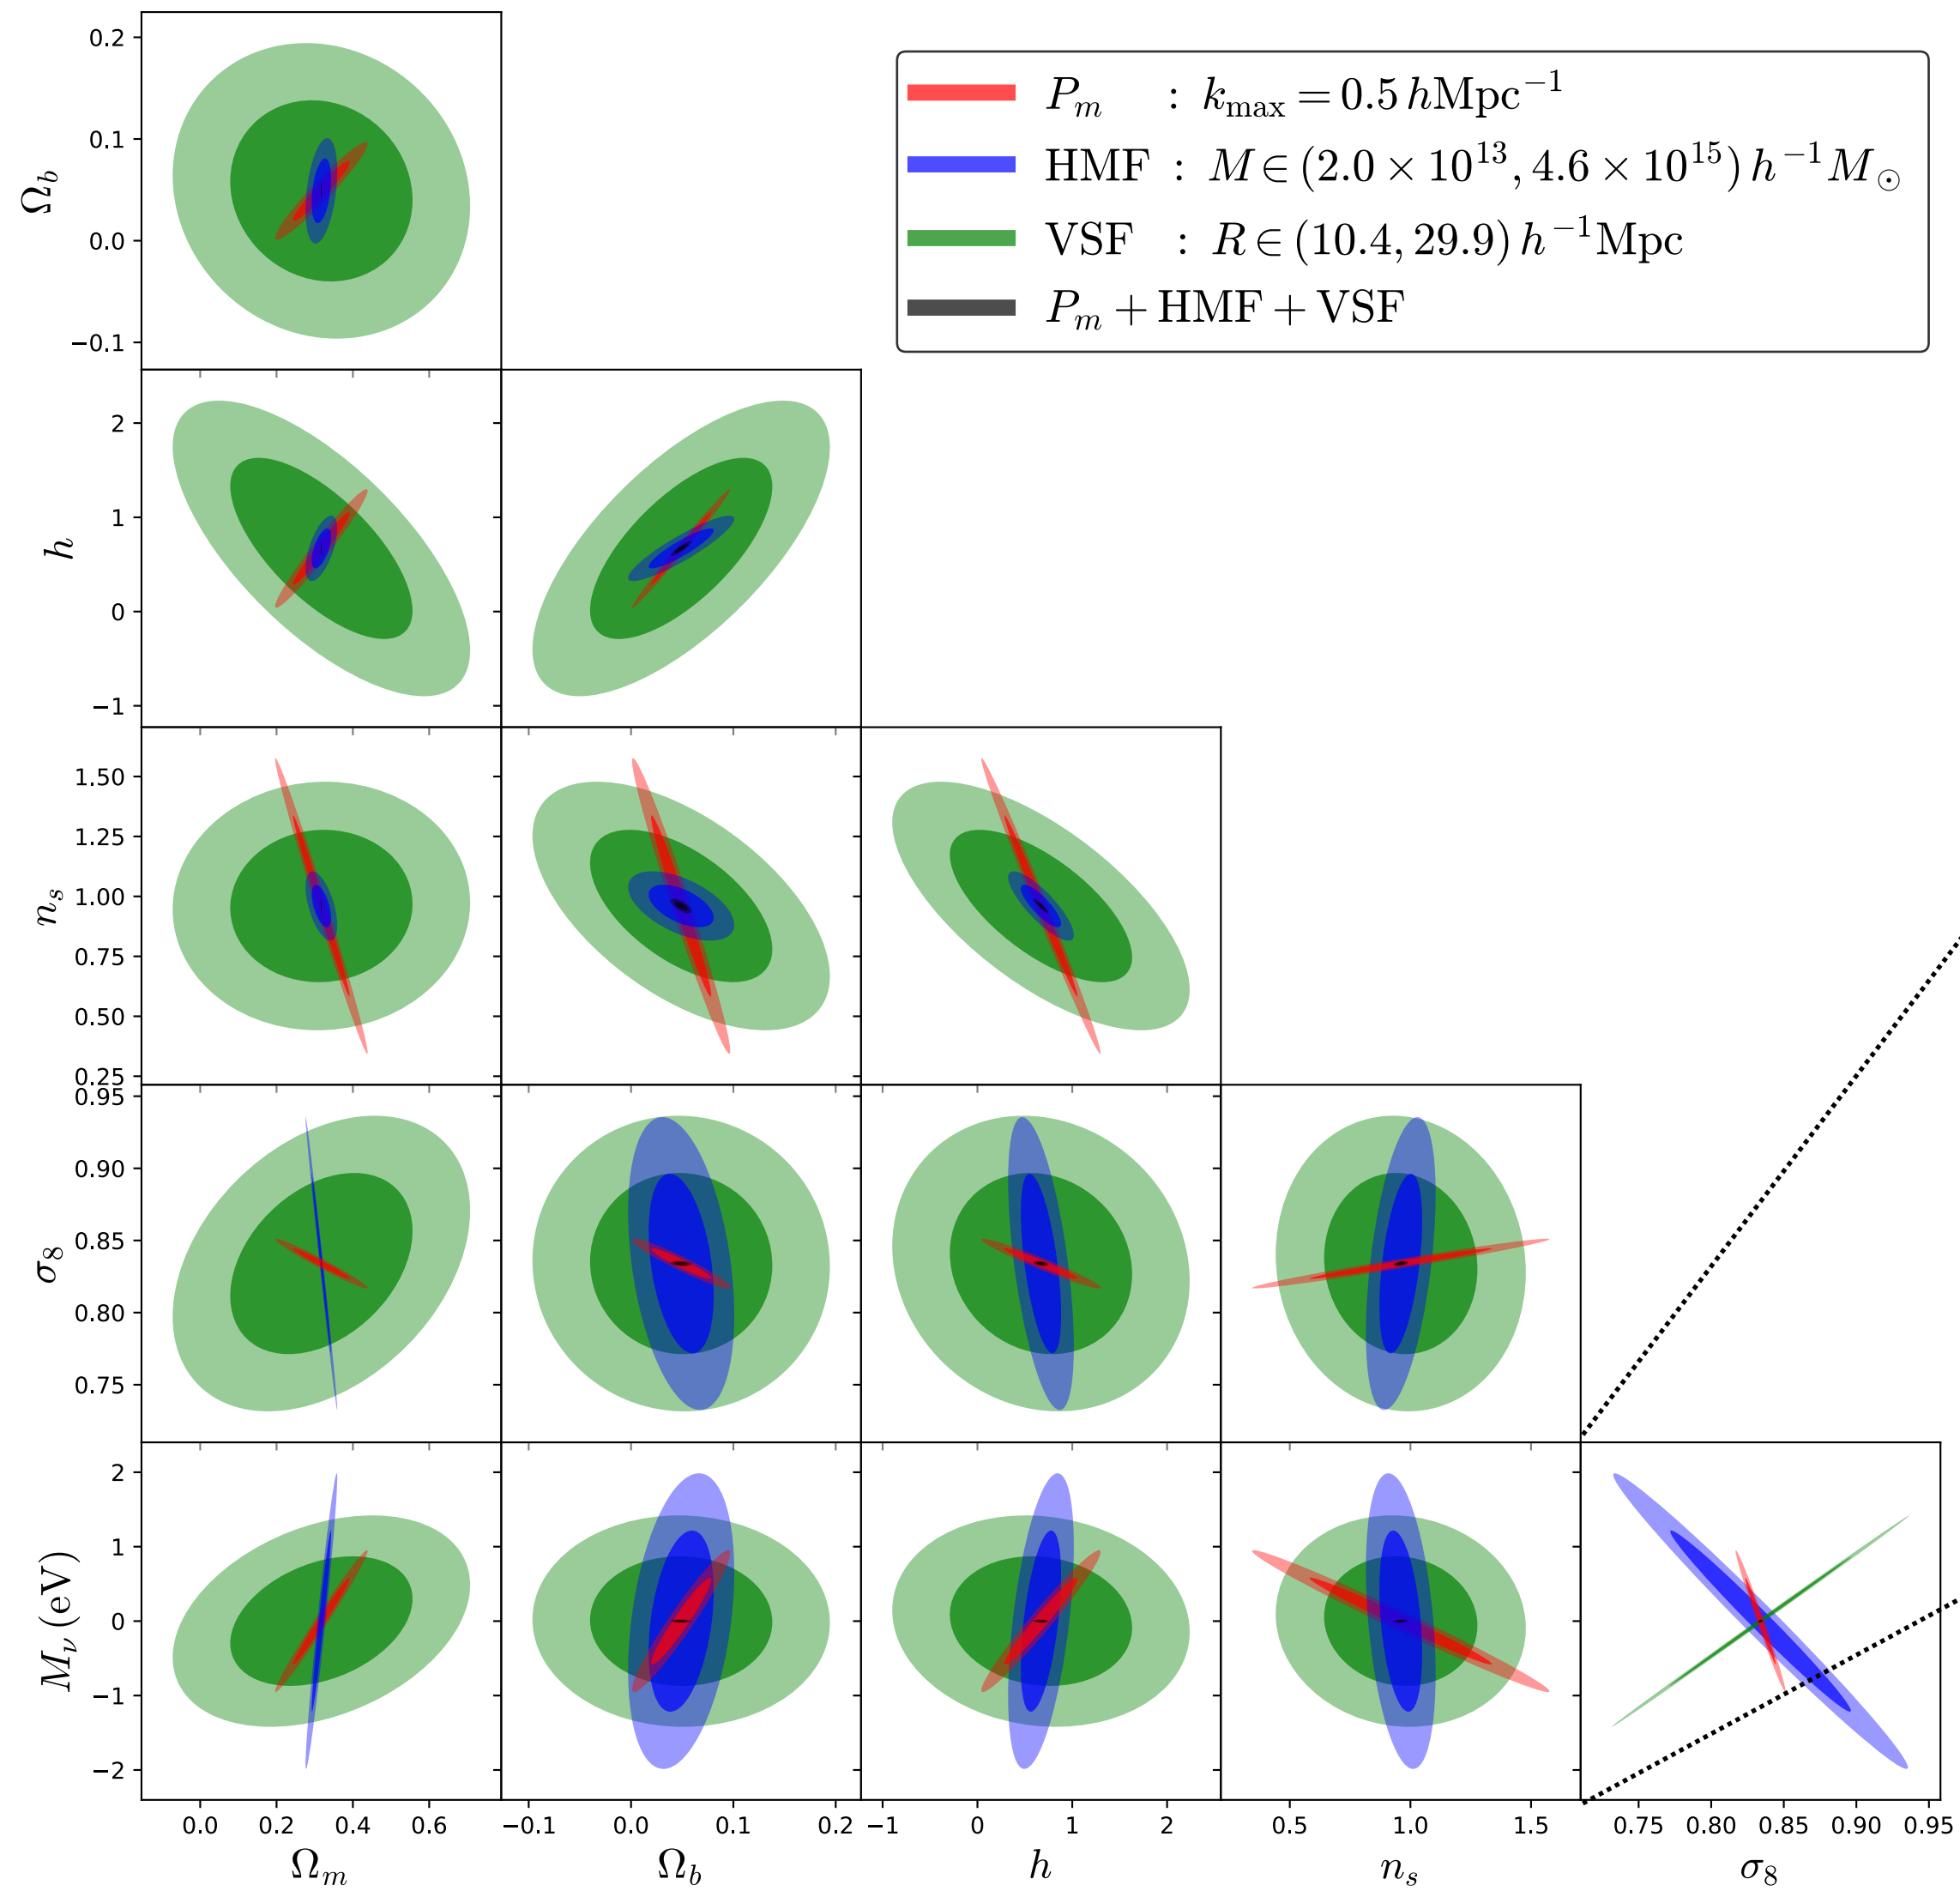 P_m : k_max = 0.5 hMpc^−1
HMF : M ∈ (2.0 × 10^13, 4.6 × 10^15) h^−1 M_⊙
VSF : R ∈ (10.4, 29.9) h^−1 Mpc
P_m + HMF + VSF
Ω_b
0.2
0.1
0.0
−0.1
h
2
1
0
−1
n_s
1.50
1.25
1.00
0.75
0.50
0.25
σ_8
0.95
0.90
0.85
0.80
0.75
M_ν (eV)
2
1
0
−1
−2
0.0 0.2 0.4 0.6 −0.1 0.0 0.1 0.2 −1 0 1 2 0.5 1.0 1.5 0.75 0.80 0.85 0.90 0.95
Ω_m Ω_b h n_s σ_8